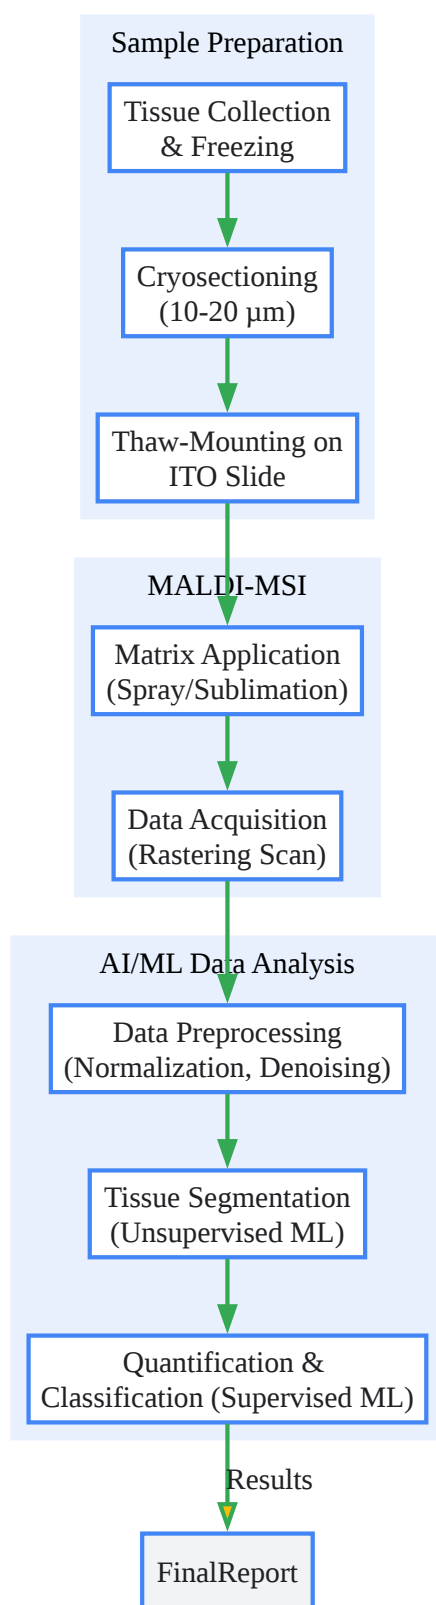 Sample Preparation
Tissue Collection
& Freezing
Cryosectioning
(10-20 µm)
Thaw-Mounting on
ITO Slide
MALDI-MSI
Matrix Application
(Spray/Sublimation)
Data Acquisition
(Rastering Scan)
AI/ML Data Analysis
Data Preprocessing
(Normalization, Denoising)
Tissue Segmentation
(Unsupervised ML)
Quantification &
Classification (Supervised ML)
Results
FinalReport